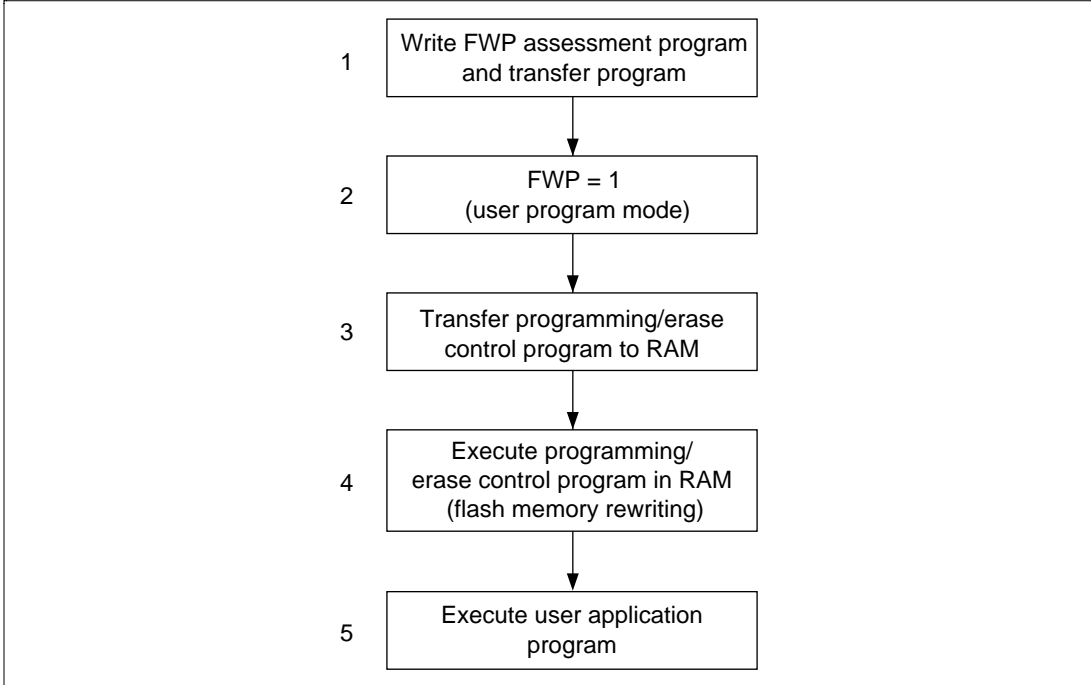 1
Write FWP assessment program
and transfer program
2
FWP = 1
(user program mode)
3
Transfer programming/erase
control program to RAM
4
Execute programming/
erase control program in RAM
(flash memory rewriting)
5
Execute user application
program